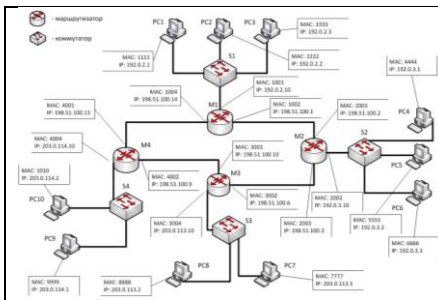 - маршрутизатор
- коммутатор
PC1
PC2
PC3
MAC: 1111
IP: 192.0.2.1
MAC: 2222
IP: 192.0.2.2
MAC: 3333
IP: 192.0.2.3
S1
MAC: 4444
IP: 192.0.3.1
MAC: 1004
IP: 198.51.100.14
MAC: 1001
IP: 192.0.2.10
MAC: 4001
IP: 198.51.100.13
M1
MAC: 1002
IP: 198.51.100.1
MAC: 2001
IP: 198.51.100.2
PC4
MAC: 4004
IP: 203.0.114.10
M4
MAC: 3001
IP: 198.51.100.10
M2
S2
PC5
MAC: 1010
IP: 203.0.114.2
MAC: 4002
IP: 198.51.100.9
M3
MAC: 3002
IP: 198.51.100.6
MAC: 2002
IP: 192.0.3.10
PC6
PC10
S4
MAC: 3004
IP: 203.0.113.10
S3
MAC: 2003
IP: 198.51.100.5
MAC: 5555
IP: 192.0.3.2
PC9
MAC: 6666
IP: 192.0.3.3
MAC: 9999
IP: 203.0.114.1
PC8
PC7
MAC: 8888
IP: 203.0.113.2
MAC: 7777
IP: 203.0.113.1